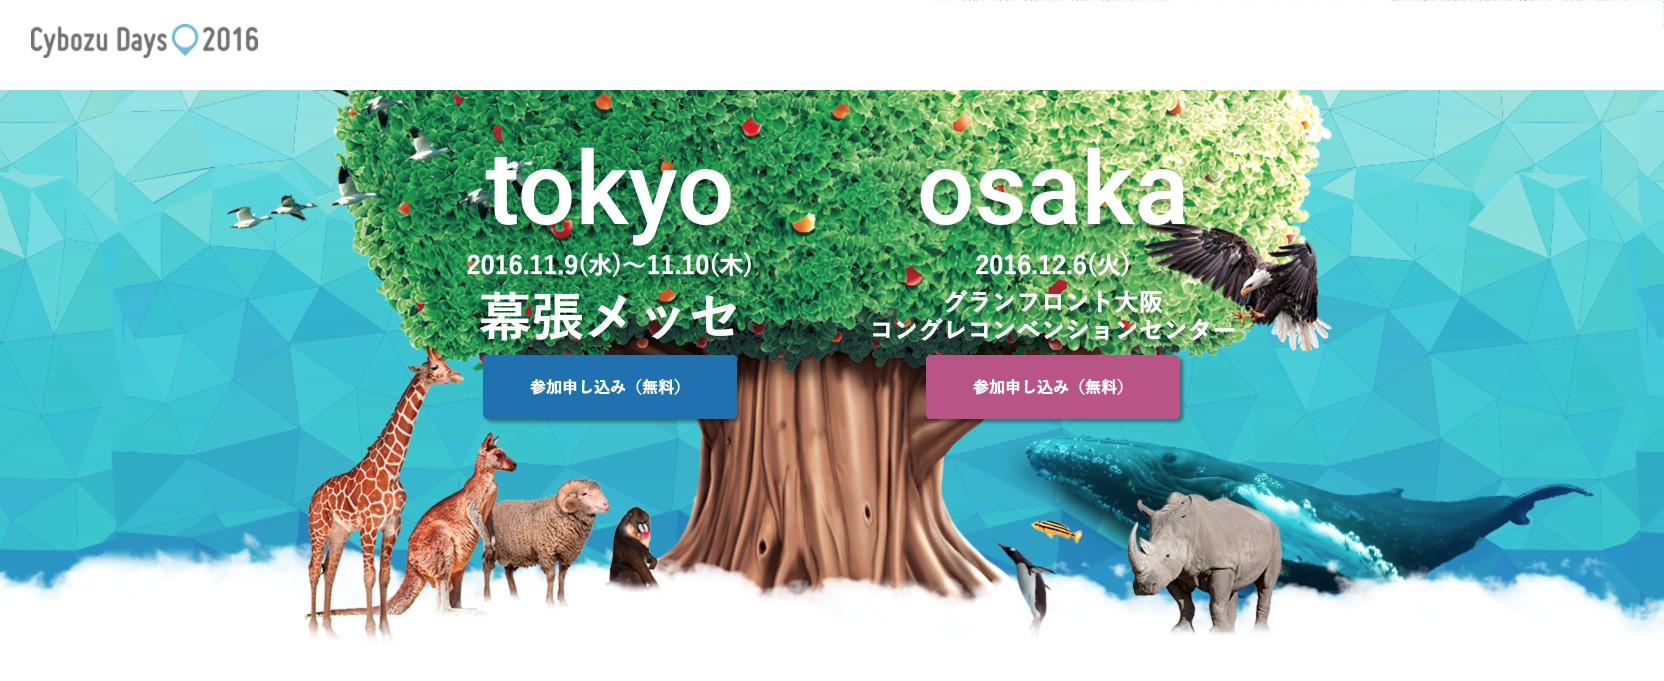 Cybozu Days 2016
tokyo
2016.11.9(水)〜11.10(木)
幕張メッセ
参加申し込み（無料）
osaka
2016.12.6(火)
グランフロント大阪
コングレコンベンションセンター
参加申し込み（無料）